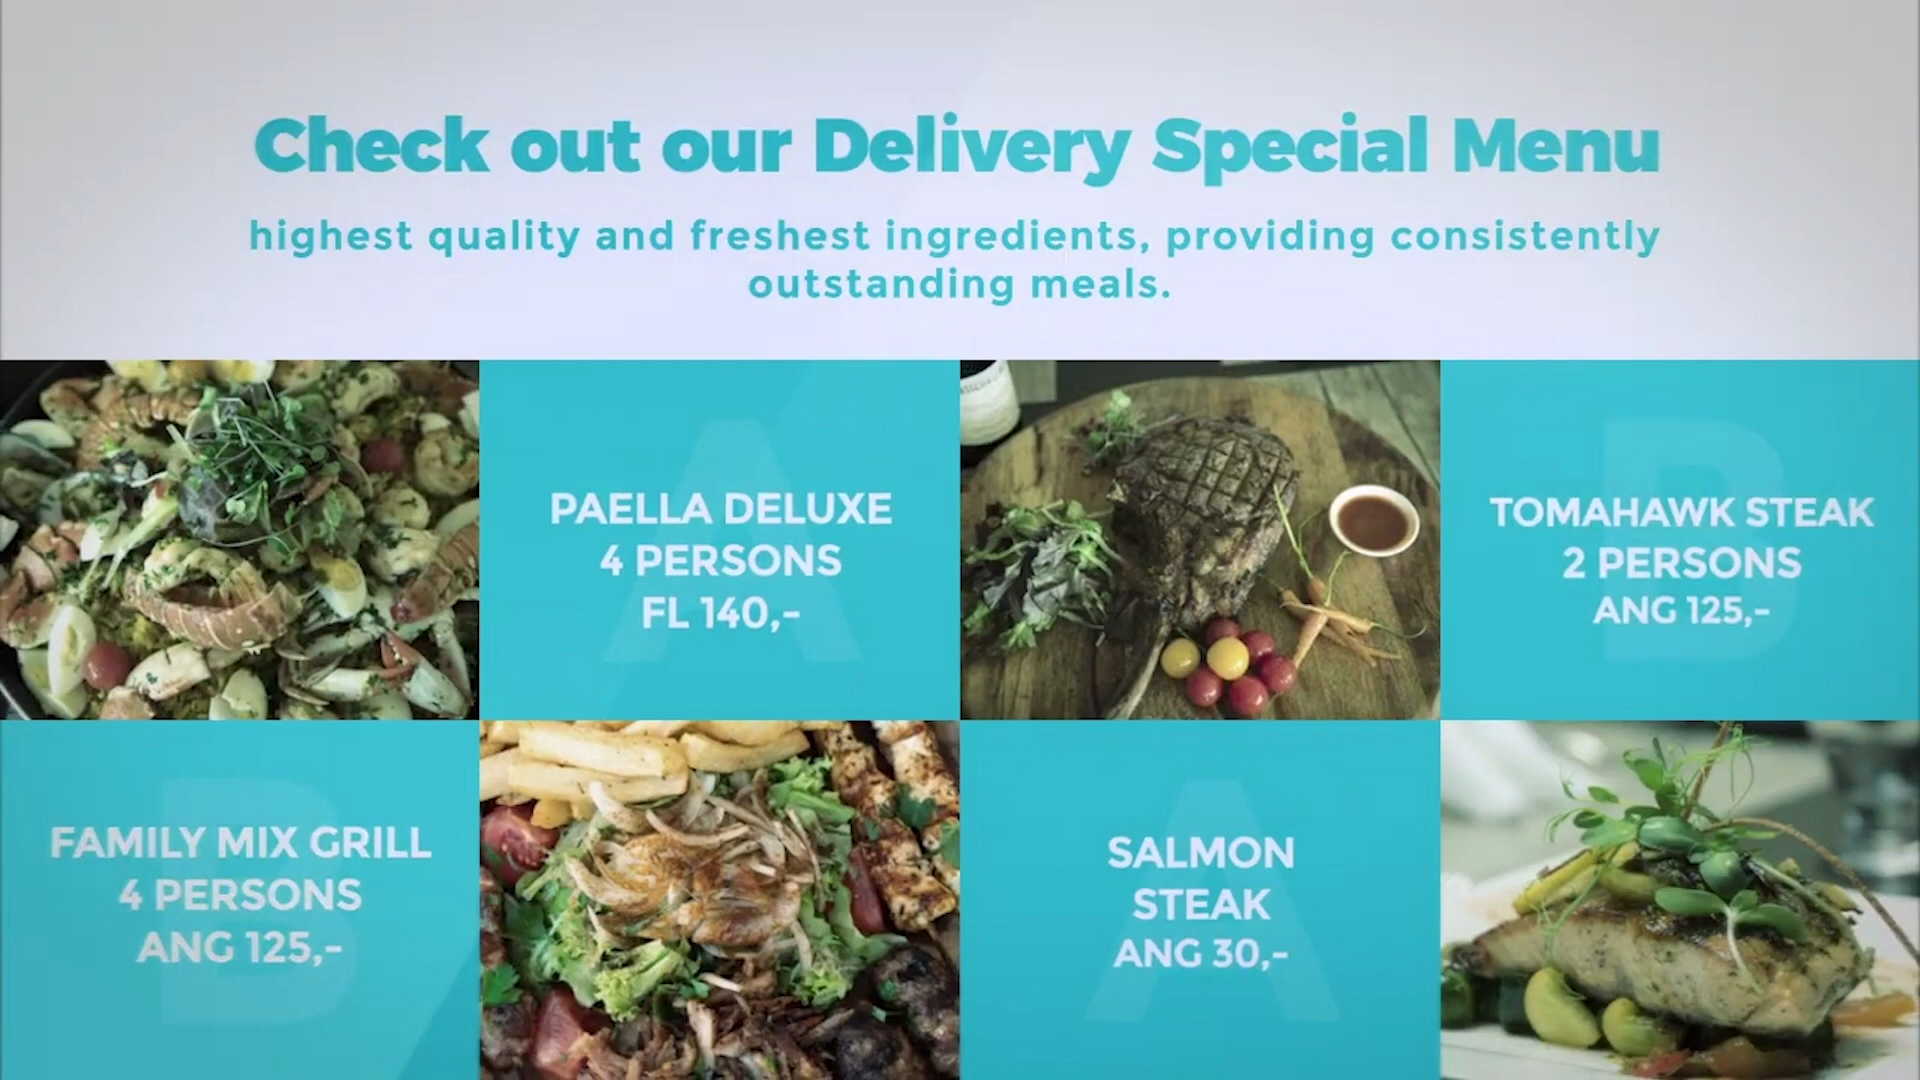 Check out our Delivery Special Menu
highest quality and freshest ingredients, providing consistently
outstanding meals.
PAELLA DELUXE
4 PERSONS
FL 140,-
TOMAHAWK STEAK
2 PERSONS
ANG 125,-
FAMILY MIX GRILL
4 PERSONS
ANG 125,-
SALMON
STEAK
ANG 30,-